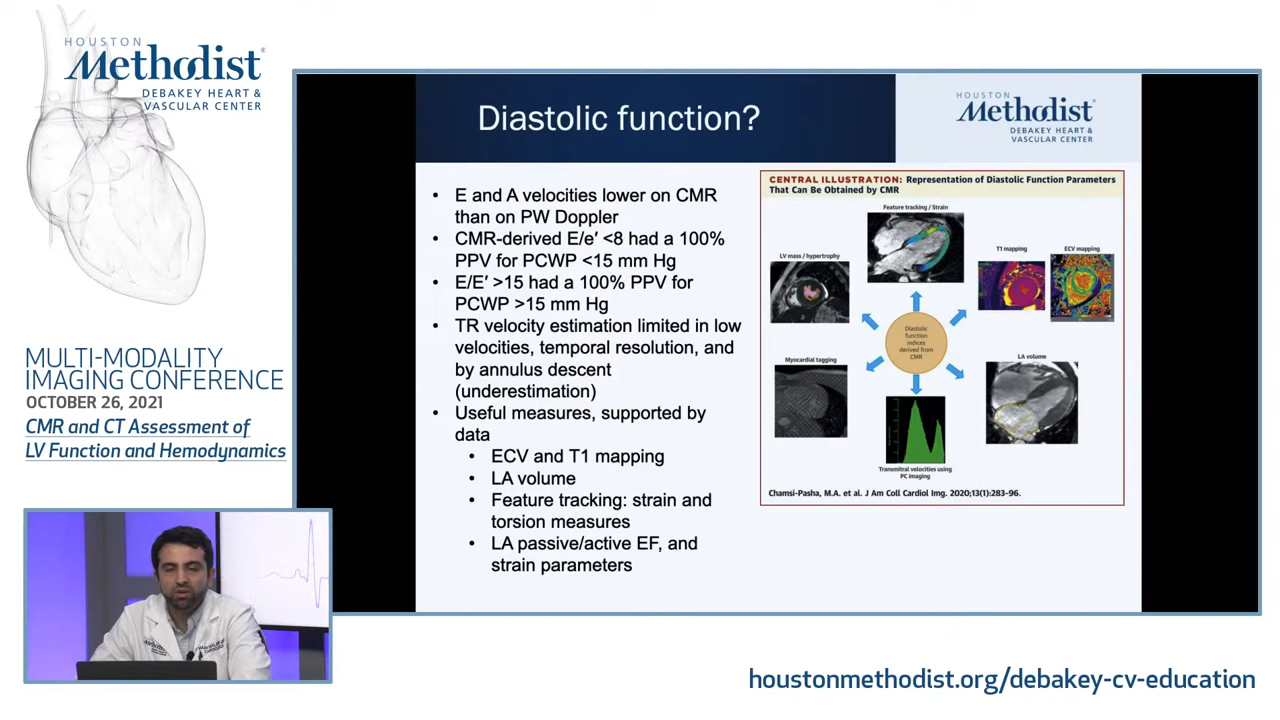 HOUSTON
Methodist®
DEBAKEY HEART &
VASCULAR CENTER
MULTI-MODALITY
IMAGING CONFERENCE
OCTOBER 26, 2021
CMR and CT Assessment of
LV Function and Hemodynamics
Diastolic function?
HOUSTON
Methodist®
DEBAKEY HEART &
VASCULAR CENTER
• E and A velocities lower on CMR
than on PW Doppler
• CMR-derived E/e′ <8 had a 100%
PPV for PCWP <15 mm Hg
• E/E′ >15 had a 100% PPV for
PCWP >15 mm Hg
• TR velocity estimation limited in low
velocities, temporal resolution, and
by annulus descent
(underestimation)
• Useful measures, supported by
data
• ECV and T1 mapping
• LA volume
• Feature tracking: strain and
torsion measures
• LA passive/active EF, and
strain parameters
CENTRAL ILLUSTRATION: Representation of Diastolic Function Parameters
That Can Be Obtained by CMR
Feature tracking / Strain
LV mass / hypertrophy
T1 mapping
ECV mapping
Diastolic
function
indices
derived from
CMR
Myocardial tagging
LA volume
Transmitral velocities using
PC imaging
Chamsi-Pasha, M.A. et al. J Am Coll Cardiol Img. 2020;13(1):283-96.
houstonmethodist.org/debakey-cv-education